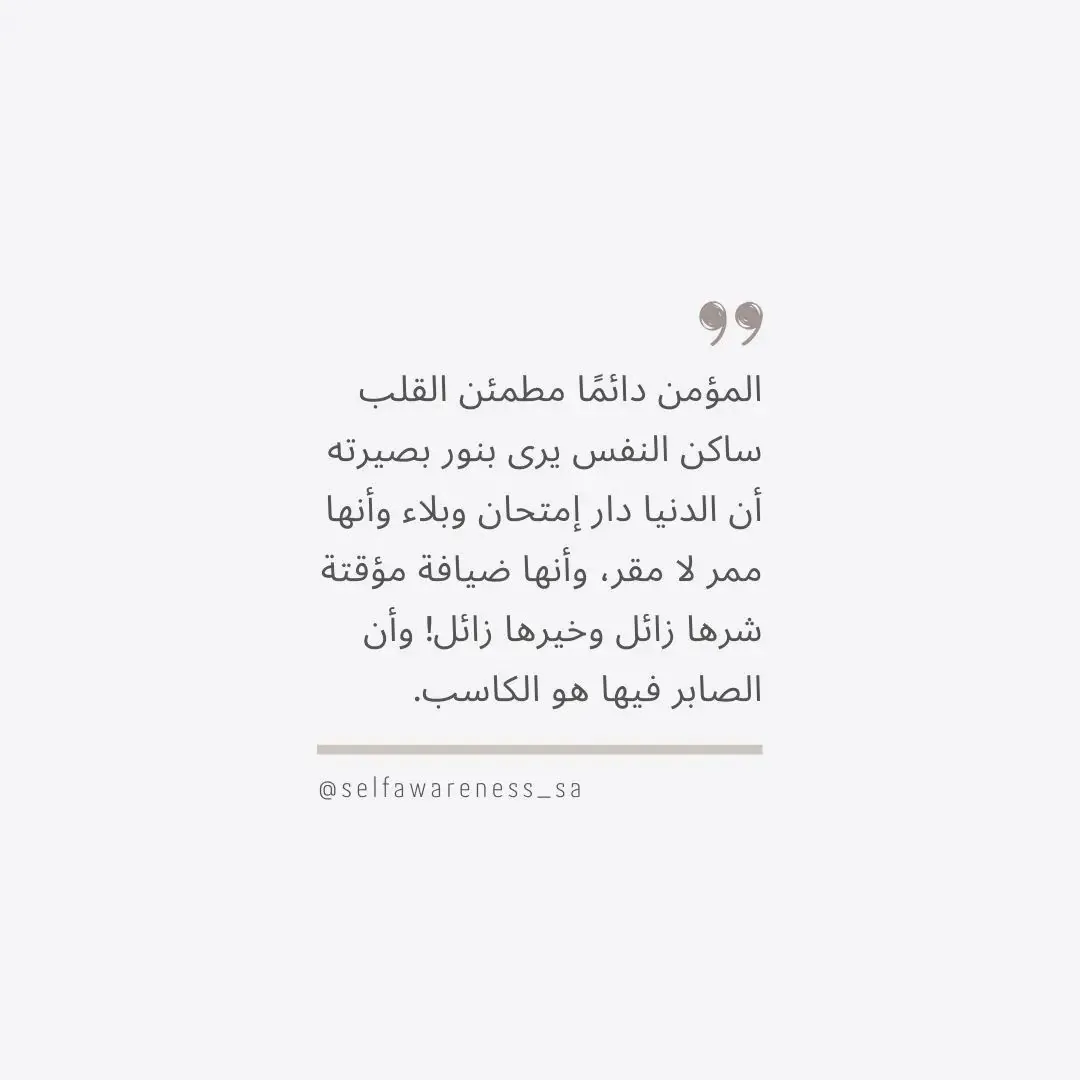 المؤمن دائمًا مطمئن القلب
ساكن النفس يرى بنور بصيرته
أن الدنيا دار إمتحان وبلاء وأنها
ممر لا مقر، وأنها ضيافة مؤقتة
شرها زائل وخيرها زائل! وأن
الصابر فيها هو الكاسب.
@selfawareness_sa